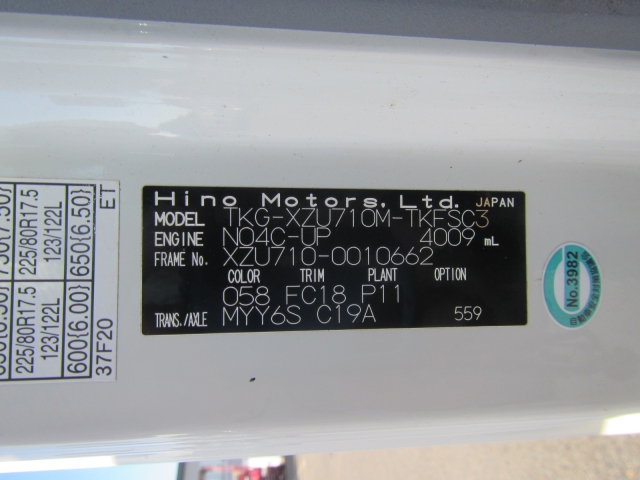 Hino Motors, Ltd. JAPAN
MODEL TKG-XZU710M-TKFSC3
ENGINE N04C-UP 4009 mL
FRAME No. XZU710-0010662
COLOR TRIM PLANT OPTION
058 FC18 P11
TRANS./AXLE MYY6S C19A 559
225/80R17.5 225/80R17.5
123/122L 123/122L
600{6.00} 650{6.50}
37F20 ET
No.3982